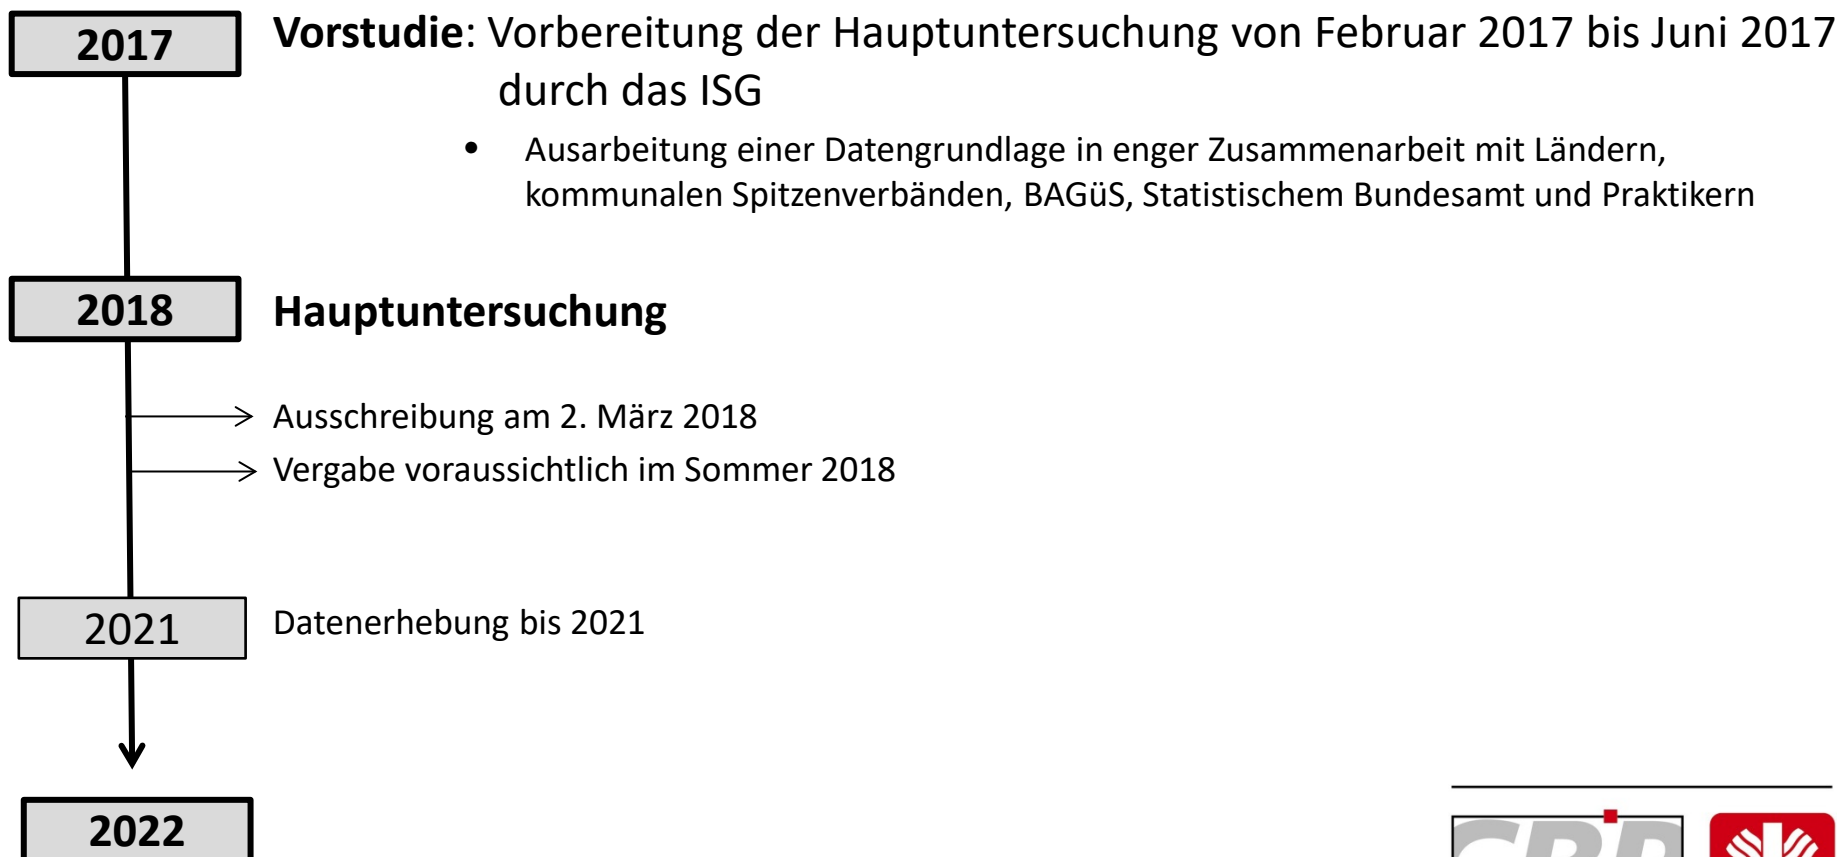 2017
Vorstudie: Vorbereitung der Hauptuntersuchung von Februar 2017 bis Juni 2017
durch das ISG
• Ausarbeitung einer Datengrundlage in enger Zusammenarbeit mit Ländern,
kommunalen Spitzenverbänden, BAGüS, Statistischem Bundesamt und Praktikern
2018
Hauptuntersuchung
Ausschreibung am 2. März 2018
Vergabe voraussichtlich im Sommer 2018
2021
Datenerhebung bis 2021
2022